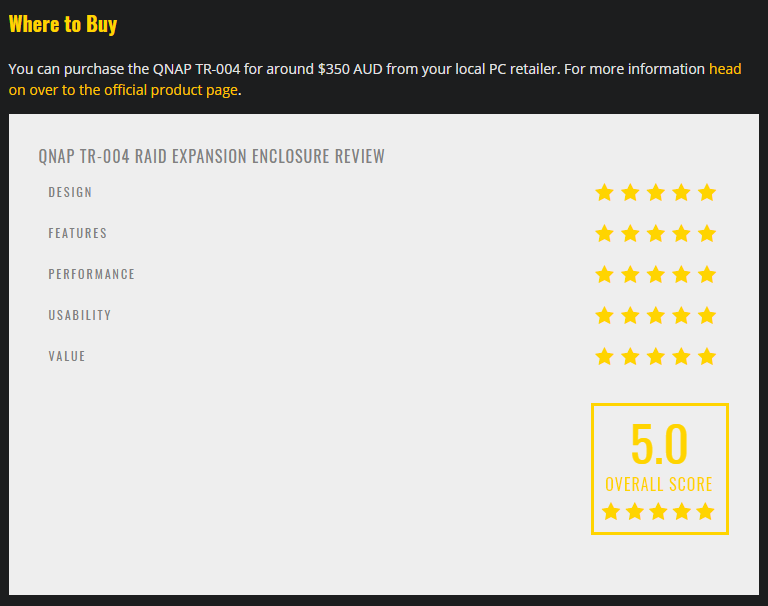 Where to Buy
You can purchase the QNAP TR-004 for around $350 AUD from your local PC retailer. For more information head
on over to the official product page.
QNAP TR-004 RAID EXPANSION ENCLOSURE REVIEW
DESIGN
FEATURES
PERFORMANCE
USABILITY
VALUE
5.0
OVERALL SCORE